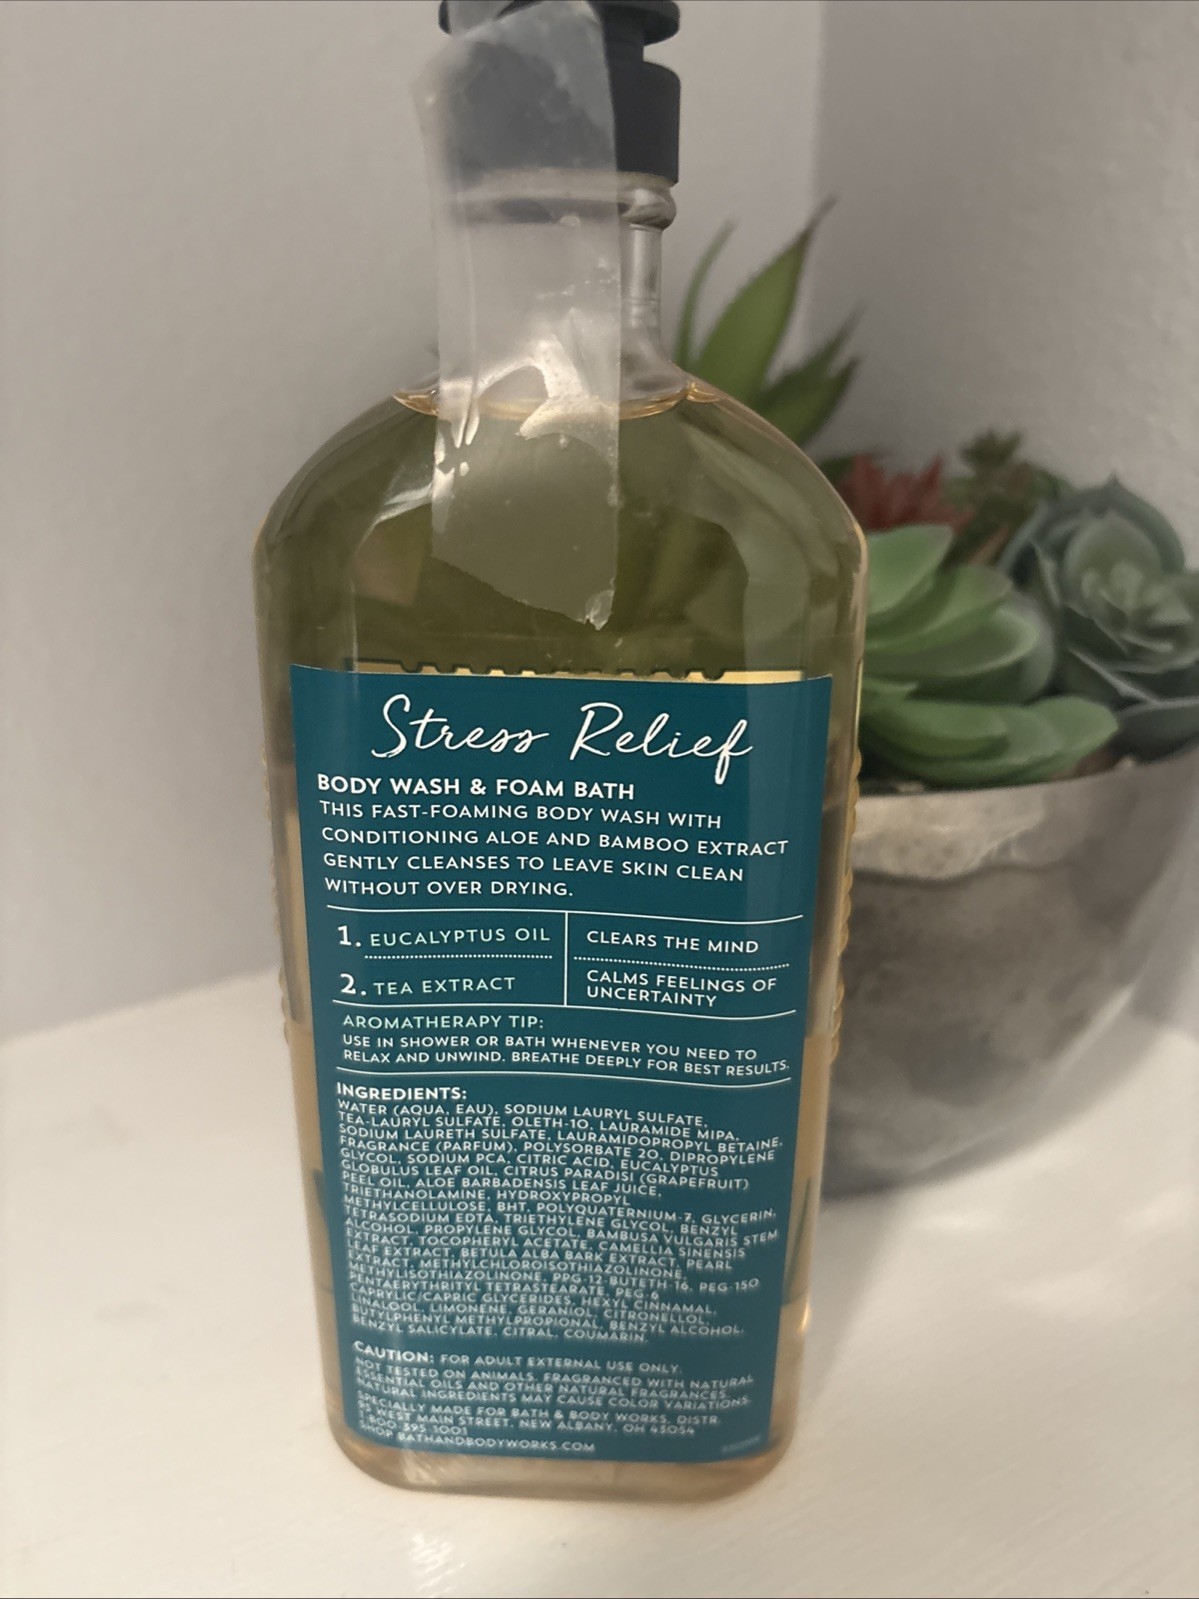 Stress Relief
BODY WASH & FOAM BATH
THIS FAST-FOAMING BODY WASH WITH
CONDITIONING ALOE AND BAMBOO EXTRACT
GENTLY CLEANSES TO LEAVE SKIN CLEAN
WITHOUT OVER DRYING.
1. EUCALYPTUS OIL
CLEARS THE MIND
2. TEA EXTRACT
CALMS FEELINGS OF
UNCERTAINTY
AROMATHERAPY TIP:
USE IN SHOWER OR BATH WHENEVER YOU NEED TO
RELAX AND UNWIND. BREATHE DEEPLY FOR BEST RESULTS.
INGREDIENTS:
WATER (AQUA, EAU), SODIUM LAURYL SULFATE,
TEA-LAURYL SULFATE, OLETH-10, LAURAMIDE MIPA,
SODIUM LAURETH SULFATE, LAURAMIDOPROPYL BETAINE,
FRAGRANCE (PARFUM), POLYSORBATE 20, DIPROPYLENE
GLYCOL, SODIUM PCA, CITRIC ACID, EUCALYPTUS
GLOBULUS LEAF OIL, CITRUS PARADISI (GRAPEFRUIT)
PEEL OIL, ALOE BARBADENSIS LEAF JUICE,
TRIETHANOLAMINE, HYDROXYPROPYL
METHYLCELLULOSE, BHT, POLYQUATERNIUM-7, GLYCERIN,
TETRASODIUM EDTA, TRIETHYLENE GLYCOL, BENZYL
ALCOHOL, PROPYLENE GLYCOL, BAMBUSA VULGARIS STEM
EXTRACT, TOCOPHERYL ACETATE, CAMELLIA SINENSIS
LEAF EXTRACT, BETULA ALBA BARK EXTRACT, PEARL
EXTRACT, METHYLCHLOROISOTHIAZOLINONE,
METHYLISOTHIAZOLINONE, PPG-12-BUTETH-16, PEG-150
PENTAERYTHRITYL TETRASTEARATE, PEG-6
CAPRYLIC/CAPRIC GLYCERIDES, HEXYL CINNAMAL,
LINALOOL, LIMONENE, GERANIOL, CITRONELLOL,
BUTYLPHENYL METHYLPROPIONAL, BENZYL ALCOHOL,
BENZYL SALICYLATE, CITRAL, COUMARIN.
CAUTION: FOR ADULT EXTERNAL USE ONLY.
NOT TESTED ON ANIMALS. FRAGRANCED WITH NATURAL
ESSENTIAL OILS AND OTHER NATURAL FRAGRANCES.
NATURAL INGREDIENTS MAY CAUSE COLOR VARIATIONS.
SPECIALLY MADE FOR BATH & BODY WORKS, DISTR.
95 WEST MAIN STREET, NEW ALBANY, OH 43054
1 800 395 1001
SHOP BATHANDBODYWORKS.COM